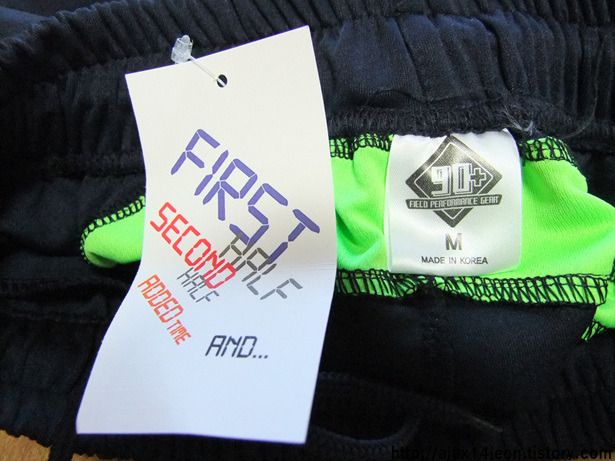 FIRST
HALF
SECOND
HALF
ADDED TIME
AND...
90+
FIELD PERFORMANCE GEAR
M
MADE IN KOREA